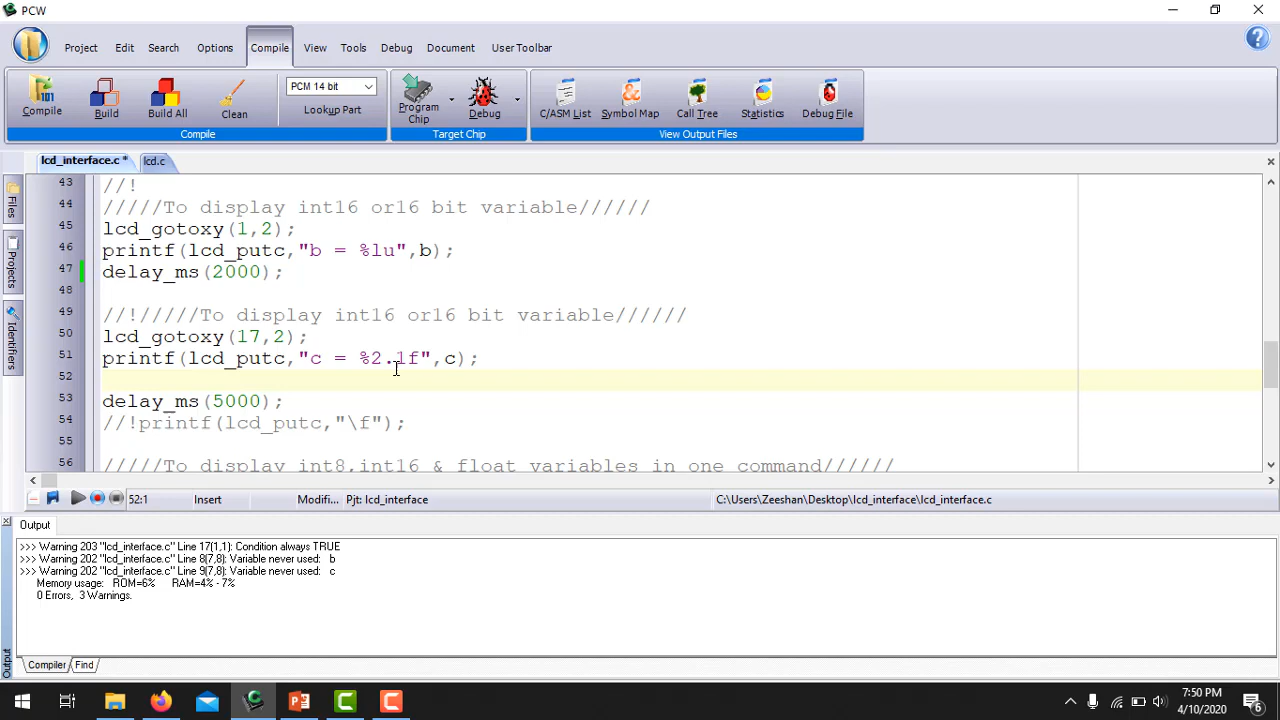 PCW
Project Edit Search Options Compile View Tools Debug Document User Toolbar
Compile Build Build All Clean
PCM 14 bit
Lookup Part
Program Chip Debug
C/ASM List Symbol Map Call Tree Statistics Debug File
Compile Target Chip View Output Files
lcd_interface.c * lcd.c
Files
Projects
Identifiers
43 //!
44 /////To display int16 or16 bit variable//////
45 lcd_gotoxy(1,2);
46 printf(lcd_putc,"b = %lu",b);
47 delay_ms(2000);
48
49 //!/////To display int16 or16 bit variable//////
50 lcd_gotoxy(17,2);
51 printf(lcd_putc,"c = %2.1f",c);
52
53 delay_ms(5000);
54 //!printf(lcd_putc,"\f");
55
56 /////To display int8,int16 & float variables in one command//////
52:1 Insert Modifi... Pjt: lcd_interface C:\Users\Zeeshan\Desktop\lcd_interface\lcd_interface.c
Output
>>> Warning 203 "lcd_interface.c" Line 17(1,1): Condition always TRUE
>>> Warning 202 "lcd_interface.c" Line 8(7,8): Variable never used: b
>>> Warning 202 "lcd_interface.c" Line 9(7,8): Variable never used: c
Memory usage: ROM=6% RAM=4% - 7%
0 Errors, 3 Warnings.
Output
Compiler Find
7:50 PM
4/10/2020
6